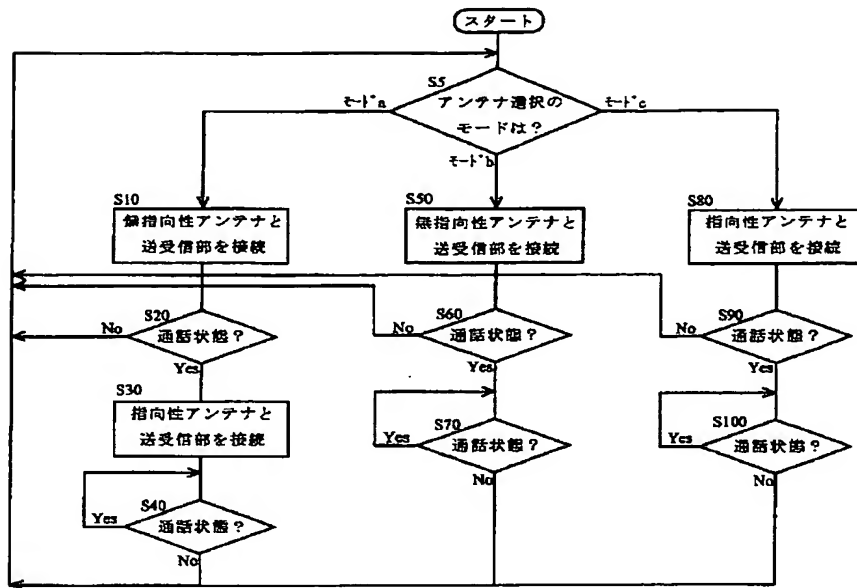 スタート
S5
アンテナ選択の
モードは?
ﾓｰﾄﾞa
ﾓｰﾄﾞb
ﾓｰﾄﾞc
S10
無指向性アンテナと
送受信部を接続
S50
無指向性アンテナと
送受信部を接続
S80
指向性アンテナと
送受信部を接続
S20
通話状態?
No
Yes
S60
通話状態?
No
Yes
S90
通話状態?
No
Yes
S30
指向性アンテナと
送受信部を接続
S70
通話状態?
Yes
No
S100
通話状態?
Yes
No
S40
通話状態?
Yes
No